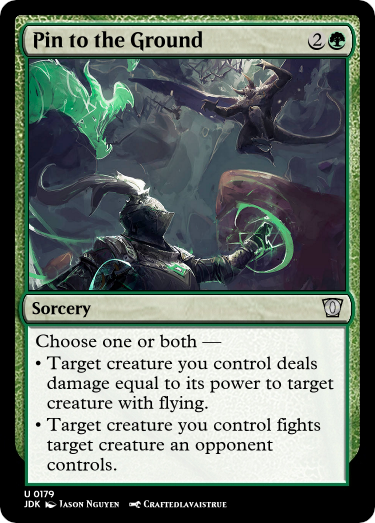 Pin to the Ground 2
Sorcery
Choose one or both —
• Target creature you control deals
damage equal to its power to target
creature with flying.
• Target creature you control fights
target creature an opponent
controls.
U 0179
JDK Jason Nguyen Craftedlavaistrue